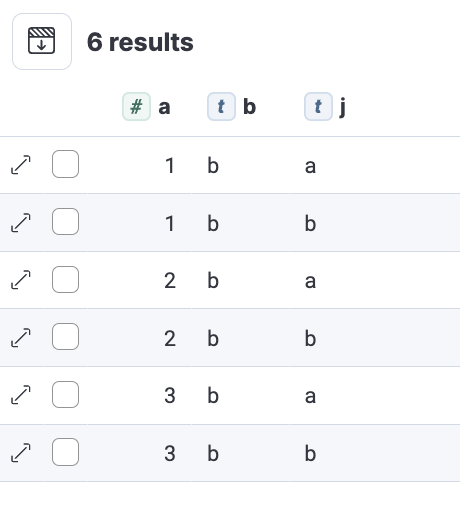 6 results
# a t b t j
1 b a
1 b b
2 b a
2 b b
3 b a
3 b b